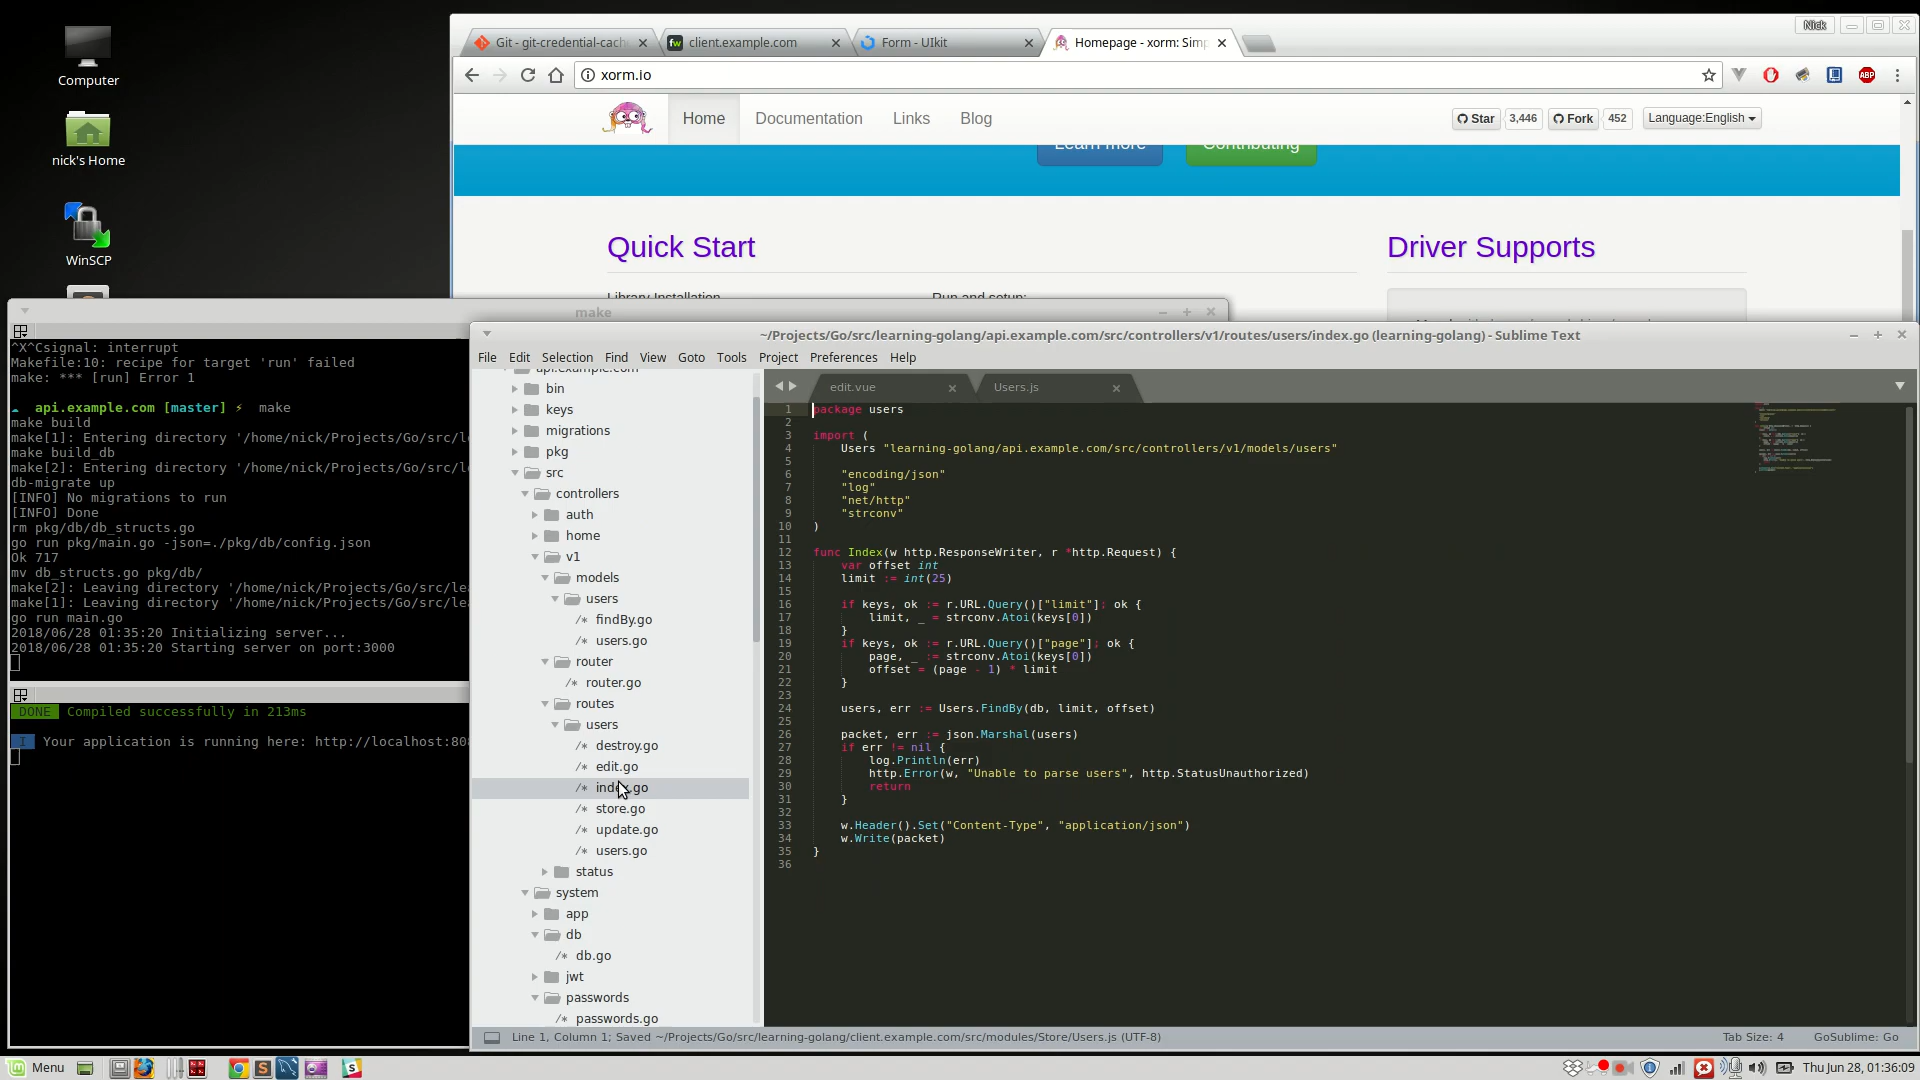 Computer
nick's Home
WinSCP
Nick
Git - git-credential-cach
client.example.com
Form - UIkit
Homepage - xorm: Simp
xorm.io
ABP
Home
Documentation
Links
Blog
Star
3,446
Fork
452
Language:English
Learn more
Contributing
Quick Start
Driver Supports
Library Installation
Run and setup:
make
^X^Csignal: interrupt
Makefile:10: recipe for target 'run' failed
make: *** [run] Error 1
api.example.com [master] ⚡ make
make build
make[1]: Entering directory '/home/nick/Projects/Go/src/l
make build_db
make[2]: Entering directory '/home/nick/Projects/Go/src/l
db-migrate up
[INFO] No migrations to run
[INFO] Done
rm pkg/db/db_structs.go
go run pkg/main.go -json=./pkg/db/config.json
Ok 717
mv db_structs.go pkg/db/
make[2]: Leaving directory '/home/nick/Projects/Go/src/le
make[1]: Leaving directory '/home/nick/Projects/Go/src/le
go run main.go
2018/06/28 01:35:20 Initializing server...
2018/06/28 01:35:20 Starting server on port:3000
DONE Compiled successfully in 213ms
I Your application is running here: http://localhost:80
~/Projects/Go/src/learning-golang/api.example.com/src/controllers/v1/routes/users/index.go (learning-golang) - Sublime Text
File Edit Selection Find View Goto Tools Project Preferences Help
api.example.com
bin
keys
migrations
pkg
src
controllers
auth
home
v1
models
users
/* findBy.go
/* users.go
router
/* router.go
routes
users
/* destroy.go
/* edit.go
/* index.go
/* store.go
/* update.go
/* users.go
status
system
app
db
/* db.go
jwt
passwords
/* passwords.go
edit.vue
Users.js
1 package users
2
3 import (
4 Users "learning-golang/api.example.com/src/controllers/v1/models/users"
5
6 "encoding/json"
7 "log"
8 "net/http"
9 "strconv"
10 )
11
12 func Index(w http.ResponseWriter, r *http.Request) {
13 var offset int
14 limit := int(25)
15
16 if keys, ok := r.URL.Query()["limit"]; ok {
17 limit, _ = strconv.Atoi(keys[0])
18 }
19 if keys, ok := r.URL.Query()["page"]; ok {
20 page, _ := strconv.Atoi(keys[0])
21 offset = (page - 1) * limit
22 }
23
24 users, err := Users.FindBy(db, limit, offset)
25
26 packet, err := json.Marshal(users)
27 if err != nil {
28 log.Println(err)
29 http.Error(w, "Unable to parse users", http.StatusUnauthorized)
30 return
31 }
32
33 w.Header().Set("Content-Type", "application/json")
34 w.Write(packet)
35 }
36
Line 1, Column 1; Saved ~/Projects/Go/src/learning-golang/client.example.com/src/modules/Store/Users.js (UTF-8)
Tab Size: 4
GoSublime: Go
Menu
Thu Jun 28, 01:36:09